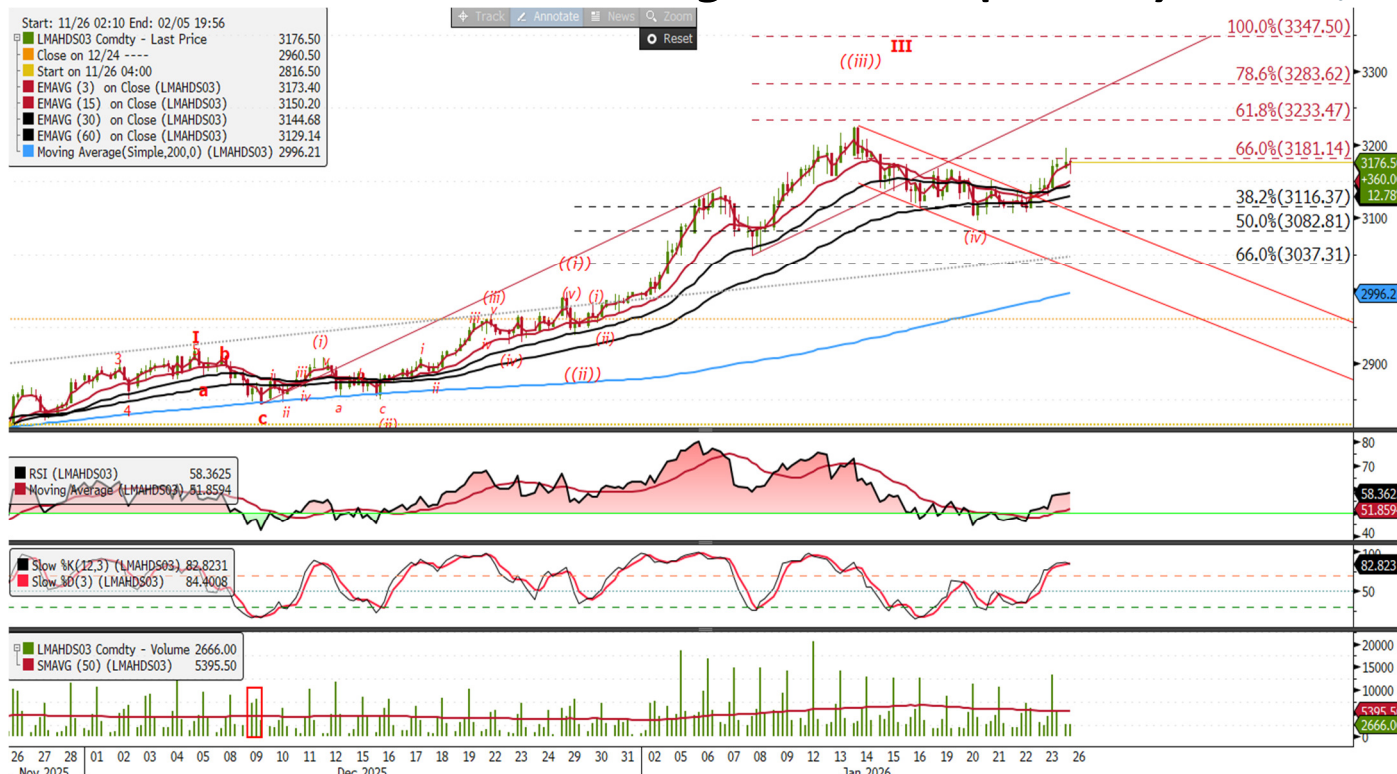 Track Annotate News Zoom
Reset
Start: 11/26 02:10 End: 02/05 19:56
LMAHDS03 Comdty - Last Price 3176.50
Close on 12/24 ---- 2960.50
Start on 11/26 04:00 2816.50
EMAVG (3) on Close (LMAHDS03) 3173.40
EMAVG (15) on Close (LMAHDS03) 3150.20
EMAVG (30) on Close (LMAHDS03) 3144.68
EMAVG (60) on Close (LMAHDS03) 3129.14
Moving Average(Simple,200,0) (LMAHDS03) 2996.21
100.0%(3347.50)
III
((iii))
78.6%(3283.62)
3300
61.8%(3233.47)
3200
66.0%(3181.14)
3176.5
+360.0
12.78
38.2%(3116.37)
3100
50.0%(3082.81)
(iv)
66.0%(3037.31)
((i))
2996.2
(iii) (v) (i)
v
iii
iv
(ii)
(iv)
I
5
b
(i)
3
i
v
iii
2900
((ii))
a
i
ii
4
iv
ii
a
c
c
(ii)
80
RSI (LMAHDS03) 58.3625
70
Moving Average (LMAHDS03) 51.8594
58.362
51.859
40
100
Slow %K(12,3) (LMAHDS03) 82.8231
82.823
Slow %D(3) (LMAHDS03) 84.4008
50
LMAHDS03 Comdty - Volume 2666.00
20000
SMAVG (50) (LMAHDS03) 5395.50
15000
10000
5395.5
2666.0
0
26 27 28 01 02 03 04 05 08 09 10 11 12 15 16 17 18 19 22 23 24 29 30 31 02 05 06 07 08 09 12 13 14 15 16 19 20 21 22 23 26
Nov 2025 Dec 2025 Jan 2026